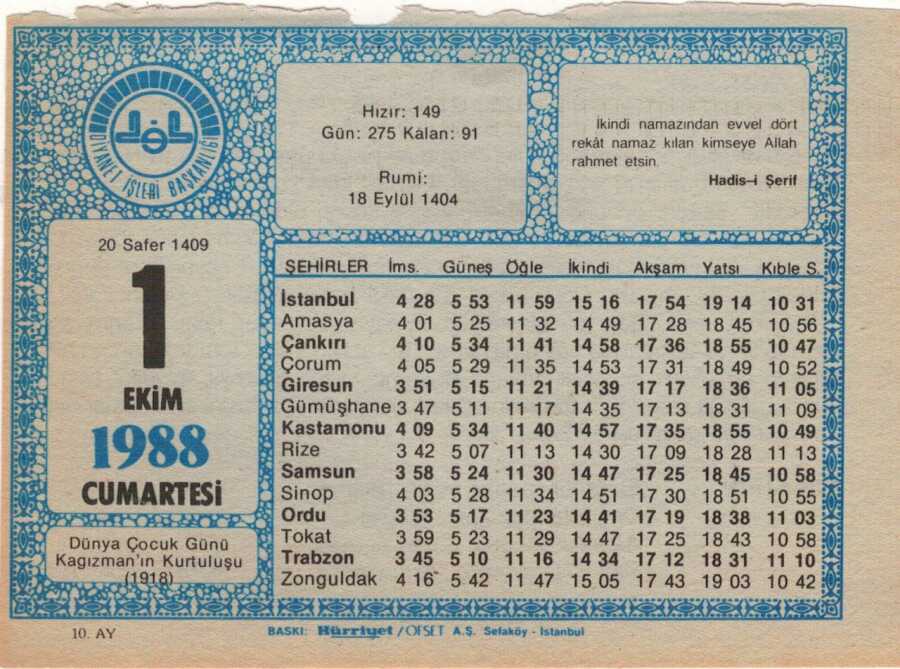 DİYANET İŞLERİ BAŞKANLIĞI
Hızır: 149
Gün: 275 Kalan: 91
Rumi:
18 Eylül 1404
İkindi namazından evvel dört
rekât namaz kılan kimseye Allah
rahmet etsin.
Hadis-i Şerif
20 Safer 1409
1
EKİM
1988
CUMARTESİ
Dünya Çocuk Günü
Kagızman'ın Kurtuluşu
(1918)
ŞEHİRLER İms. Güneş Öğle İkindi Akşam Yatsı Kıble S.
İstanbul 4 28 5 53 11 59 15 16 17 54 19 14 10 31
Amasya 4 01 5 25 11 32 14 49 17 28 18 45 10 56
Çankırı 4 10 5 34 11 41 14 58 17 36 18 55 10 47
Çorum 4 05 5 29 11 35 14 53 17 31 18 49 10 52
Giresun 3 51 5 15 11 21 14 39 17 17 18 36 11 05
Gümüşhane 3 47 5 11 11 17 14 35 17 13 18 31 11 09
Kastamonu 4 09 5 34 11 40 14 57 17 35 18 55 10 49
Rize 3 42 5 07 11 13 14 30 17 09 18 28 11 13
Samsun 3 58 5 24 11 30 14 47 17 25 18 45 10 58
Sinop 4 03 5 28 11 34 14 51 17 30 18 51 10 55
Ordu 3 53 5 17 11 23 14 41 17 19 18 38 11 03
Tokat 3 59 5 23 11 29 14 47 17 25 18 43 10 58
Trabzon 3 45 5 10 11 16 14 34 17 12 18 31 11 10
Zonguldak 4 16 5 42 11 47 15 05 17 43 19 03 10 42
10. AY
BASKI: Hürriyet / OFSET A.Ş. Sefaköy - İstanbul